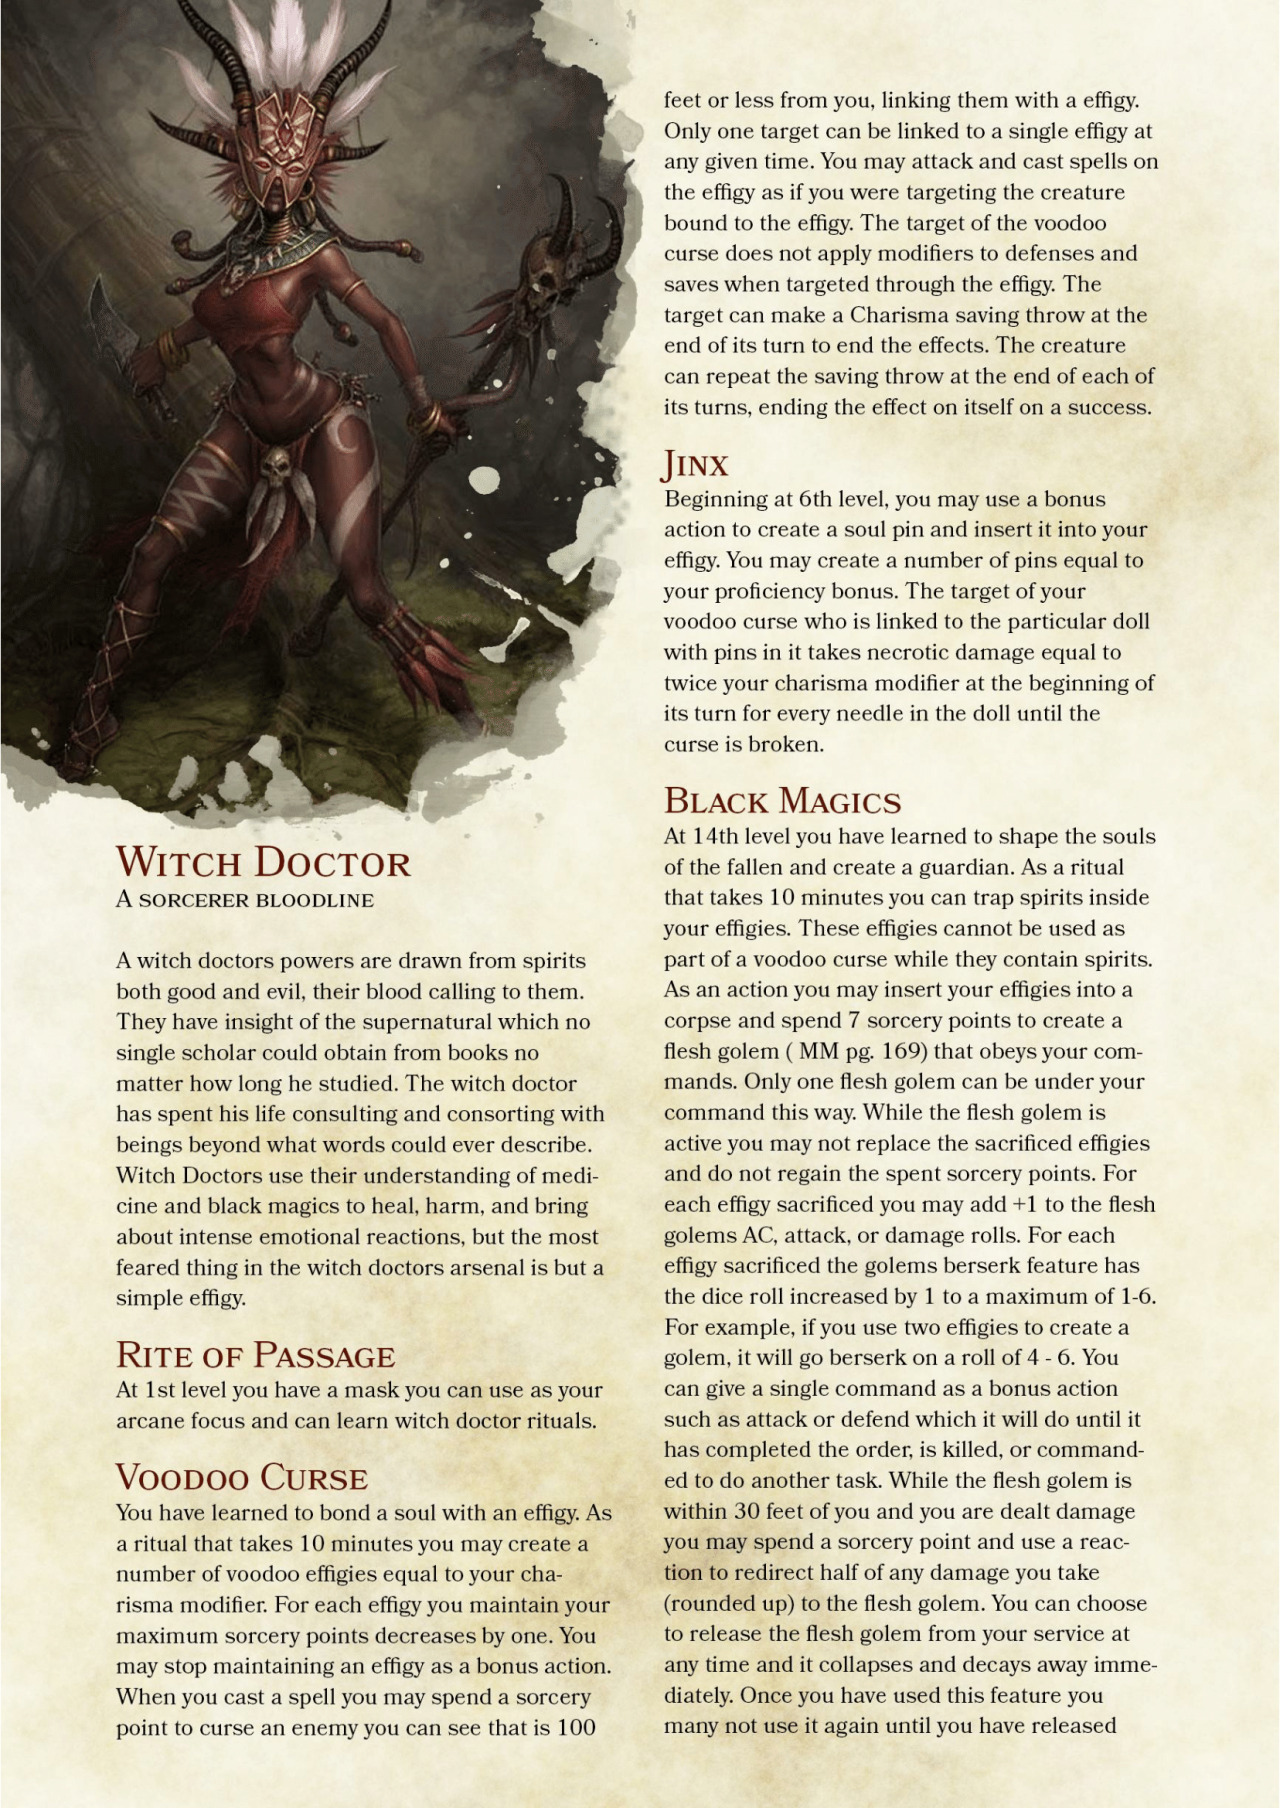 WITCH DOCTOR
A SORCERER BLOODLINE
A witch doctors powers are drawn from spirits
both good and evil, their blood calling to them.
They have insight of the supernatural which no
single scholar could obtain from books no
matter how long he studied. The witch doctor
has spent his life consulting and consorting with
beings beyond what words could ever describe.
Witch Doctors use their understanding of medi-
cine and black magics to heal, harm, and bring
about intense emotional reactions, but the most
feared thing in the witch doctors arsenal is but a
simple effigy.
RITE OF PASSAGE
At 1st level you have a mask you can use as your
arcane focus and can learn witch doctor rituals.
VOODOO CURSE
You have learned to bond a soul with an effigy. As
a ritual that takes 10 minutes you may create a
number of voodoo effigies equal to your cha-
risma modifier. For each effigy you maintain your
maximum sorcery points decreases by one. You
may stop maintaining an effigy as a bonus action.
When you cast a spell you may spend a sorcery
point to curse an enemy you can see that is 100
feet or less from you, linking them with a effigy.
Only one target can be linked to a single effigy at
any given time. You may attack and cast spells on
the effigy as if you were targeting the creature
bound to the effigy. The target of the voodoo
curse does not apply modifiers to defenses and
saves when targeted through the effigy. The
target can make a Charisma saving throw at the
end of its turn to end the effects. The creature
can repeat the saving throw at the end of each of
its turns, ending the effect on itself on a success.
JINX
Beginning at 6th level, you may use a bonus
action to create a soul pin and insert it into your
effigy. You may create a number of pins equal to
your proficiency bonus. The target of your
voodoo curse who is linked to the particular doll
with pins in it takes necrotic damage equal to
twice your charisma modifier at the beginning of
its turn for every needle in the doll until the
curse is broken.
BLACK MAGICS
At 14th level you have learned to shape the souls
of the fallen and create a guardian. As a ritual
that takes 10 minutes you can trap spirits inside
your effigies. These effigies cannot be used as
part of a voodoo curse while they contain spirits.
As an action you may insert your effigies into a
corpse and spend 7 sorcery points to create a
flesh golem ( MM pg. 169) that obeys your com-
mands. Only one flesh golem can be under your
command this way. While the flesh golem is
active you may not replace the sacrificed effigies
and do not regain the spent sorcery points. For
each effigy sacrificed you may add +1 to the flesh
golems AC, attack, or damage rolls. For each
effigy sacrificed the golems berserk feature has
the dice roll increased by 1 to a maximum of 1-6.
For example, if you use two effigies to create a
golem, it will go berserk on a roll of 4 - 6. You
can give a single command as a bonus action
such as attack or defend which it will do until it
has completed the order, is killed, or command-
ed to do another task. While the flesh golem is
within 30 feet of you and you are dealt damage
you may spend a sorcery point and use a reac-
tion to redirect half of any damage you take
(rounded up) to the flesh golem. You can choose
to release the flesh golem from your service at
any time and it collapses and decays away imme-
diately. Once you have used this feature you
many not use it again until you have released